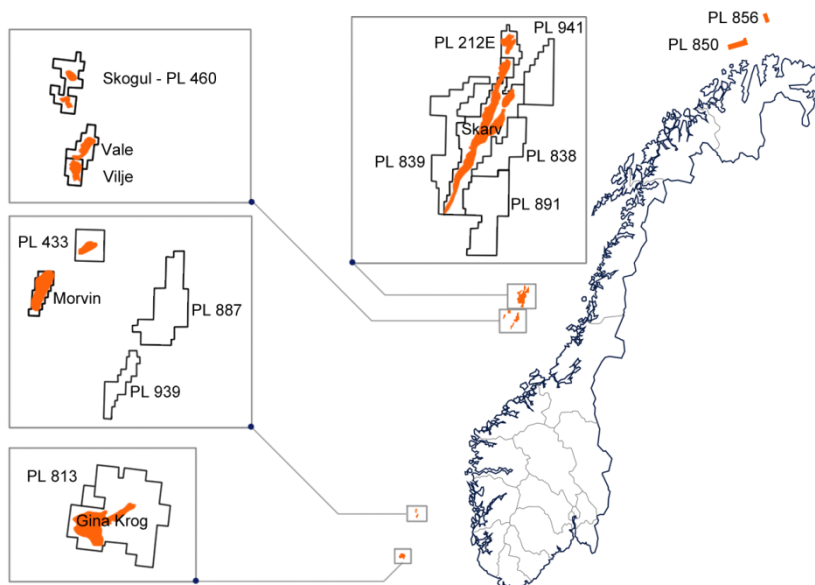 Skogul - PL 460
Vale
Vilje
PL 433
Morvin
PL 887
PL 939
PL 813
Gina Krog
PL 941
PL 212E
Skarv
PL 839
PL 838
PL 891
PL 856
PL 850